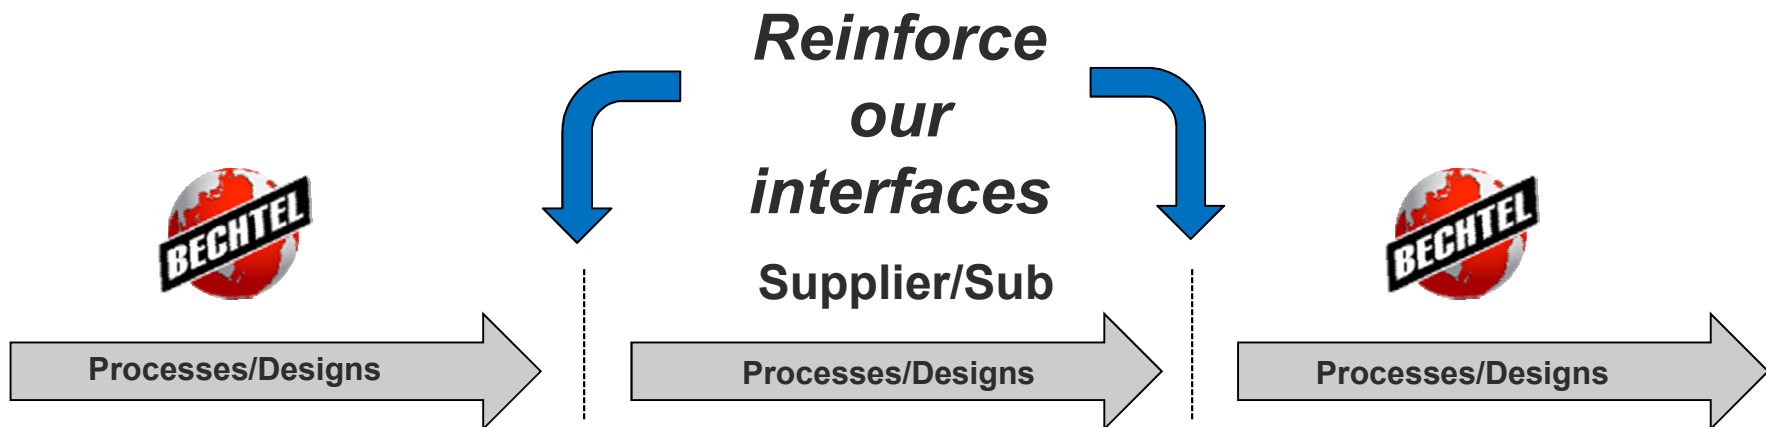 Reinforce
our
interfaces
BECHTEL
BECHTEL
Supplier/Sub
Processes/Designs
Processes/Designs
Processes/Designs